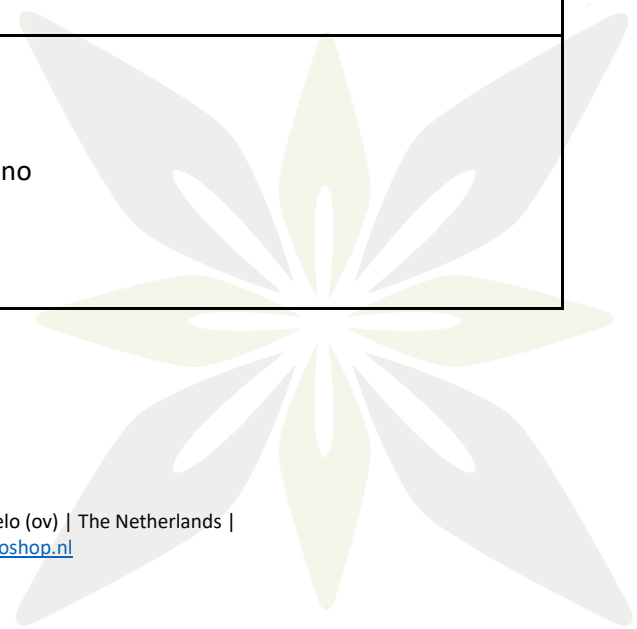 no
elo (ov) | The Netherlands |
oshop.nl